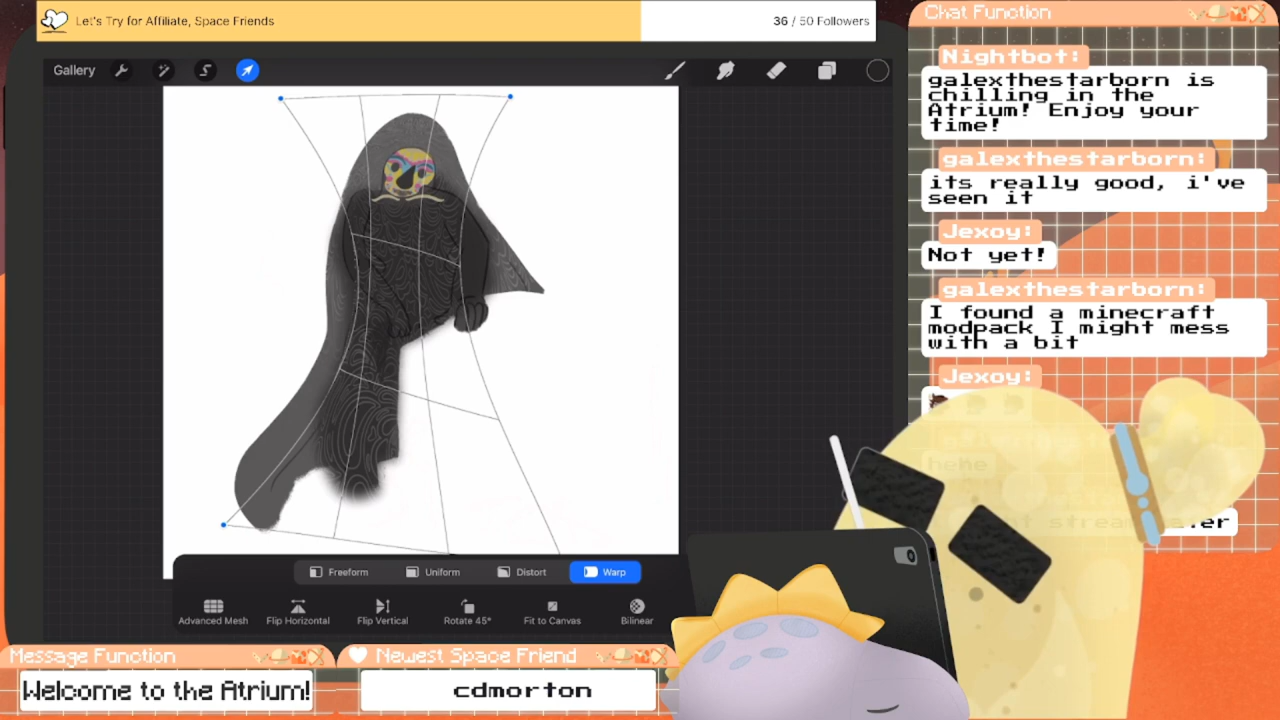 Let's Try for Affiliate, Space Friends
36 / 50 Followers
Gallery
Freeform
Uniform
Distort
Warp
Advanced Mesh
Flip Horizontal
Flip Vertical
Rotate 45°
Fit to Canvas
Bilinear
Message Function
Welcome to the Atrium!
Newest Space Friend
cdmorton
Chat Function
Nightbot:
galexthestarborn is
chilling in the
Atrium! Enjoy your
time!
galexthestarborn:
its really good, i've
seen it
Jexoy:
Not yet!
galexthestarborn:
I found a minecraft
modpack I might mess
with a bit
Jexoy:
hehe